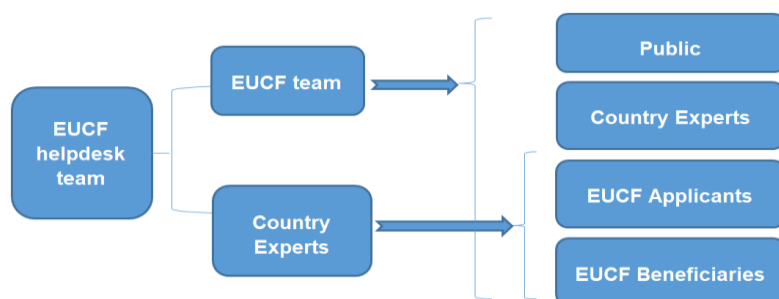 EUCF
helpdesk
team
EUCF team
Country
Experts
Public
Country Experts
EUCF Applicants
EUCF Beneficiaries